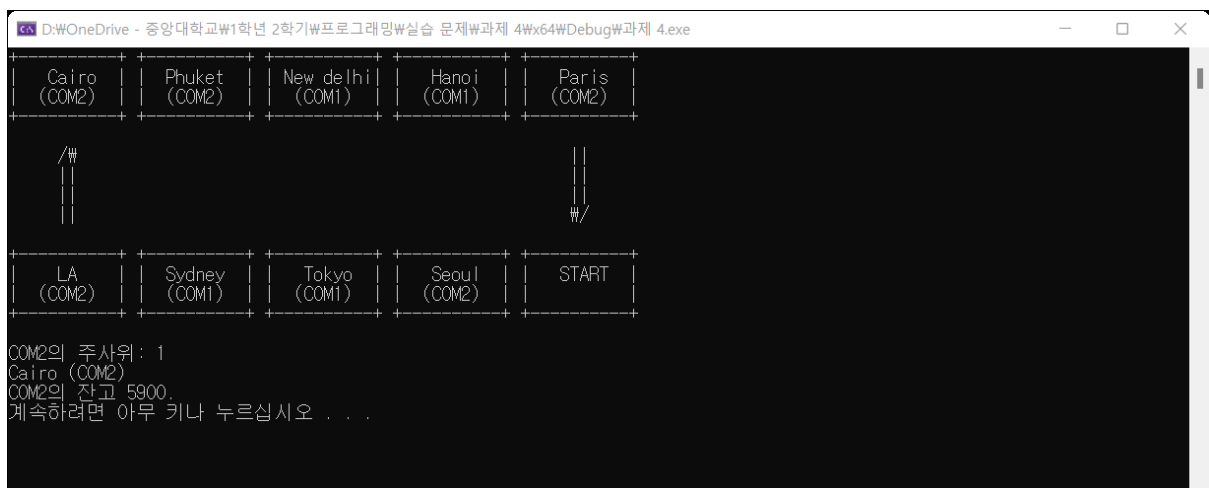 D:₩OneDrive - 중앙대학교₩1학년 2학기₩프로그래밍₩실습 문제₩과제 4₩x64₩Debug₩과제 4.exe
+----------+ +----------+ +----------+ +----------+ +----------+
| Cairo | | Phuket | | New delhi| | Hanoi | | Paris |
| (COM2) | | (COM2) | | (COM1) | | (COM1) | | (COM2) |
+----------+ +----------+ +----------+ +----------+ +----------+
/₩ ||
|| ||
|| ||
|| ₩/
+----------+ +----------+ +----------+ +----------+ +----------+
| LA | | Sydney | | Tokyo | | Seoul | | START |
| (COM2) | | (COM1) | | (COM1) | | (COM2) | | |
+----------+ +----------+ +----------+ +----------+ +----------+
COM2의 주사위: 1
Cairo (COM2)
COM2의 잔고 5900.
계속하려면 아무 키나 누르십시오 . . .